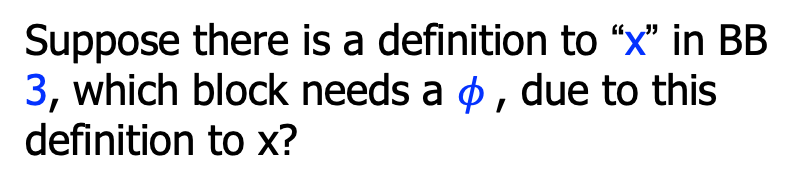 Suppose there is a definition to “x” in BB
3, which block needs a ϕ , due to this
definition to x?